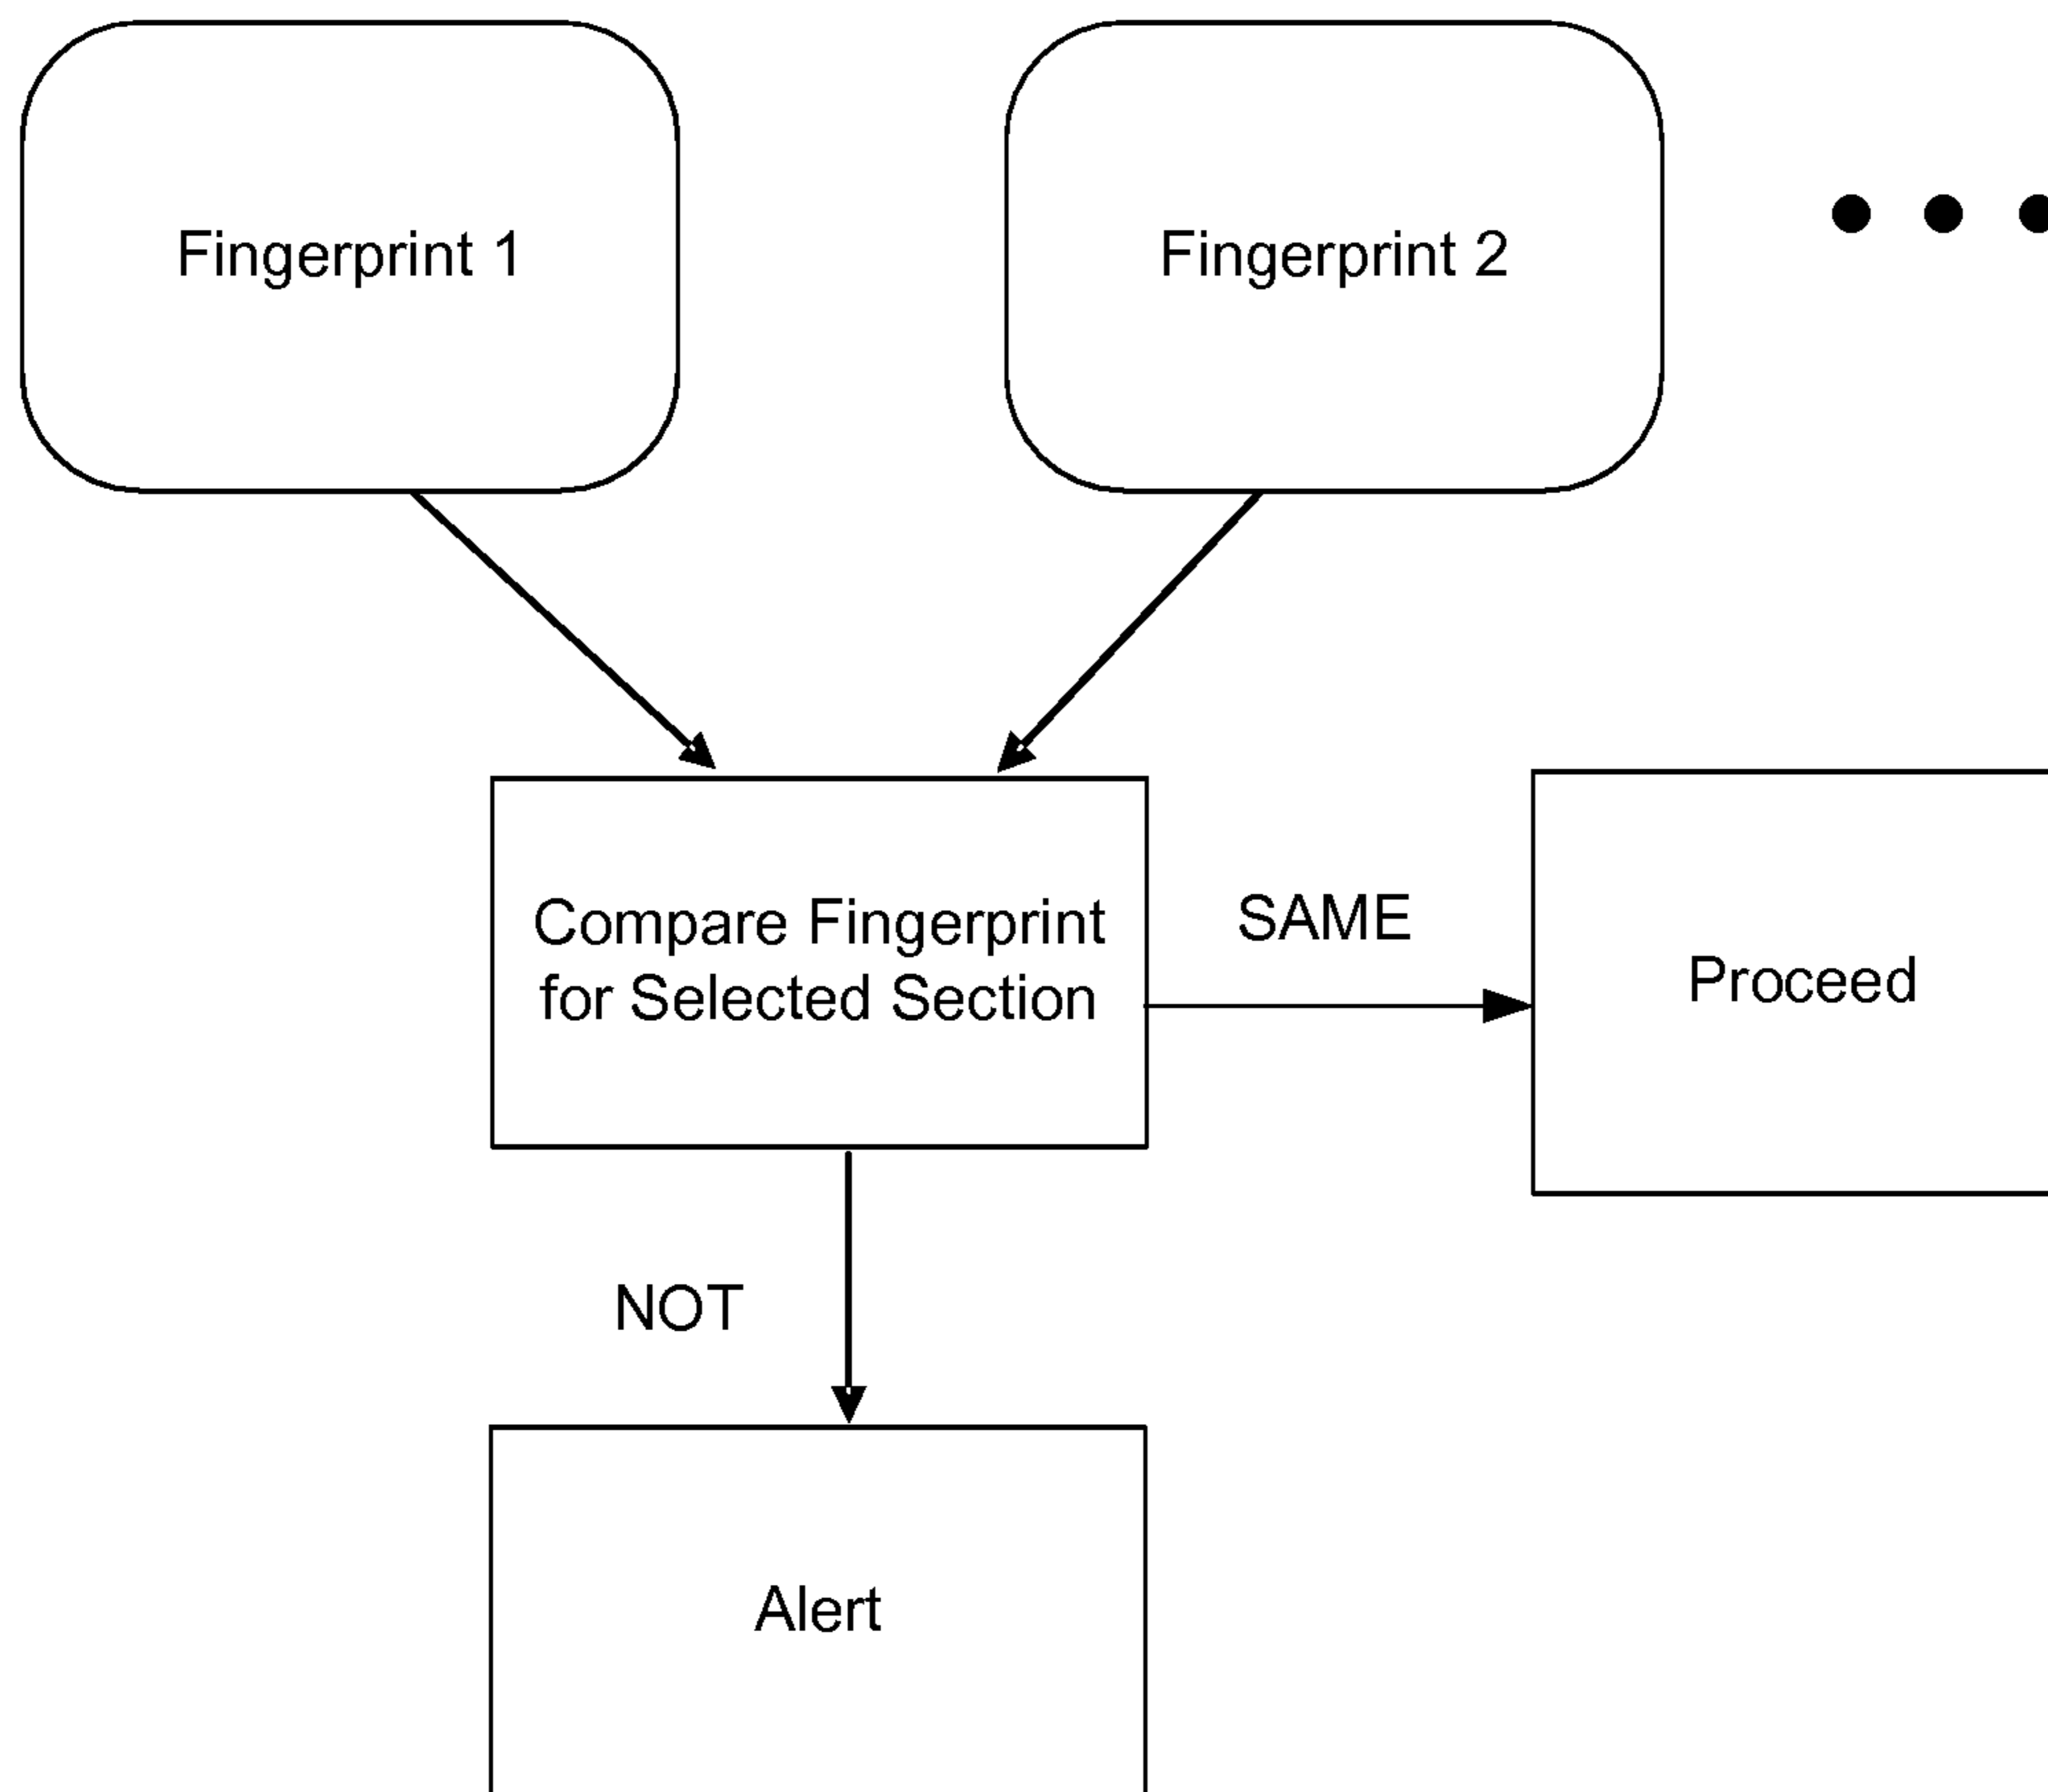 Fingerprint 1
Fingerprint 2
Compare Fingerprint
for Selected Section
SAME
Proceed
NOT
Alert